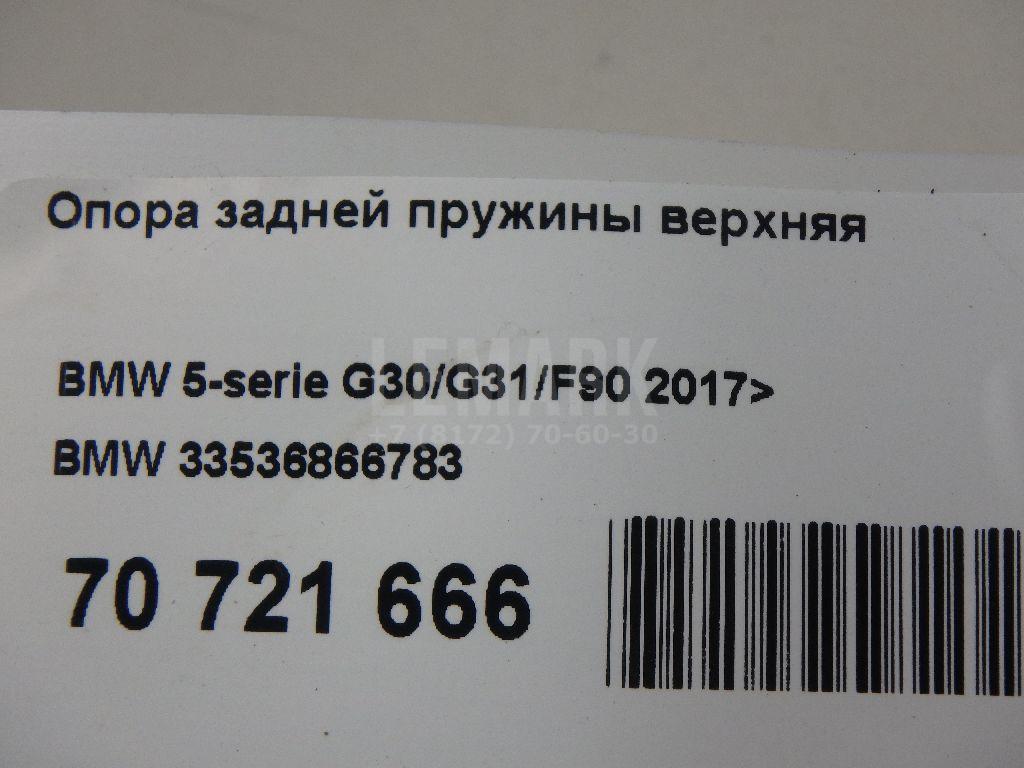 Опора задней пружины верхняя
LEMARK
BMW 5-serie G30/G31/F90 2017>
+7 (8172) 70-60-30
BMW 33536866783
70 721 666